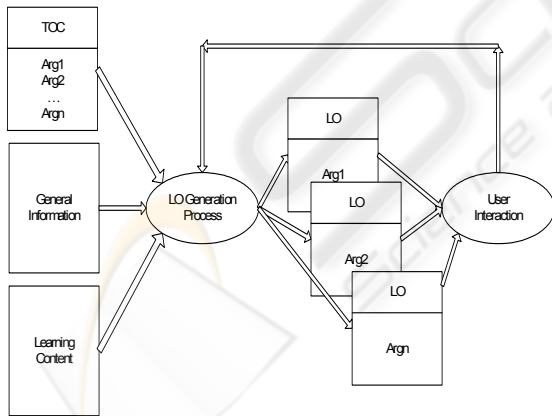 TOC
Arg1
Arg2
...
Argn
General
Information
Learning
Content
LO Generation
Process
LO
Arg1
LO
Arg2
LO
Argn
User
Interaction